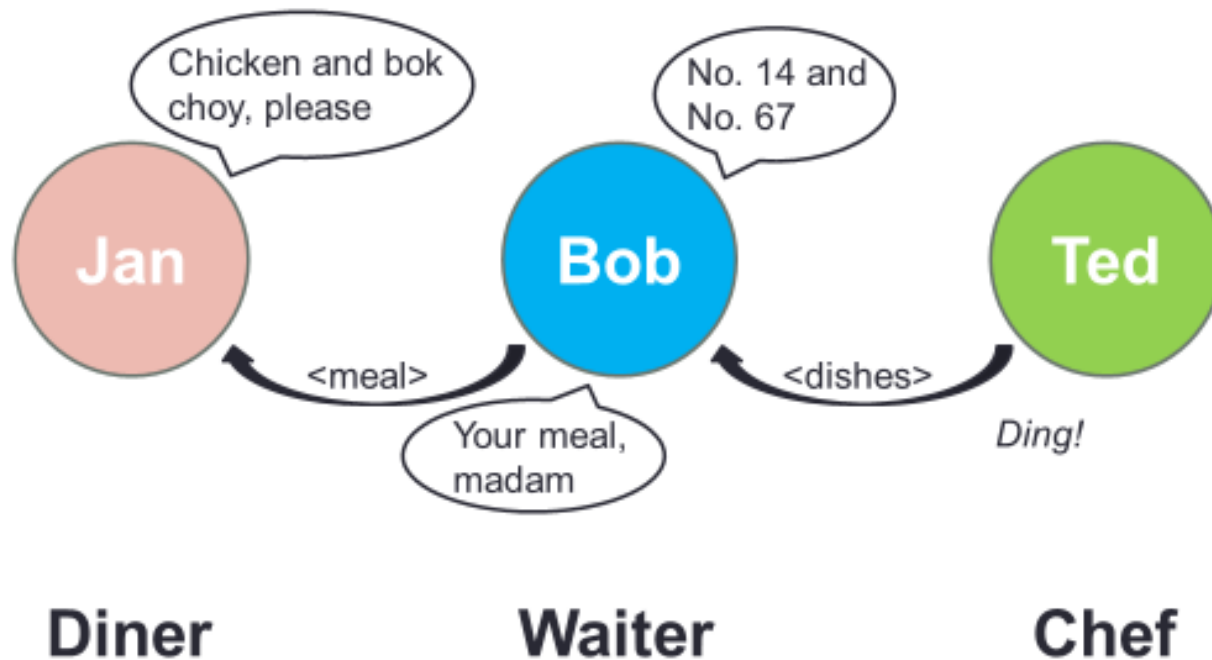 Chicken and bok
choy, please
No. 14 and
No. 67
Jan
Bob
Ted
<meal>
<dishes>
Your meal,
madam
Ding!
Diner
Waiter
Chef